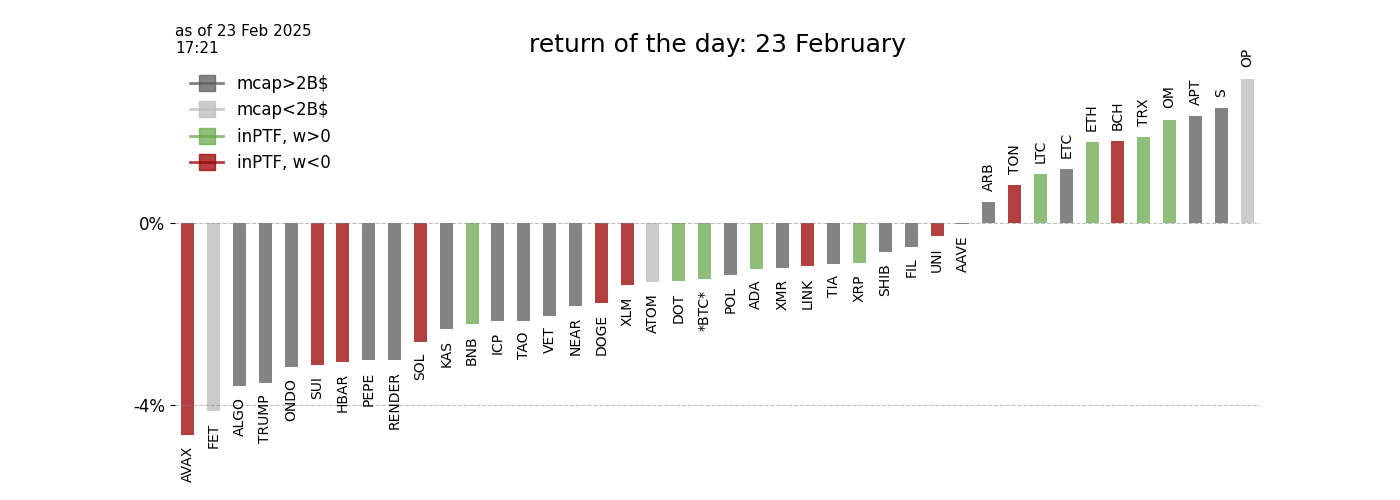 as of 23 Feb 2025
17:21
return of the day: 23 February
mcap>2B$
mcap<2B$
inPTF, w>0
inPTF, w<0
0%
-4%
AVAX
FET
ALGO
TRUMP
ONDO
SUI
HBAR
PEPE
RENDER
SOL
KAS
BNB
ICP
TAO
VET
NEAR
DOGE
XLM
ATOM
DOT
*BTC*
POL
ADA
XMR
LINK
TIA
XRP
SHIB
FIL
UNI
AAVE
ARB
TON
LTC
ETC
ETH
BCH
TRX
OM
APT
S
OP